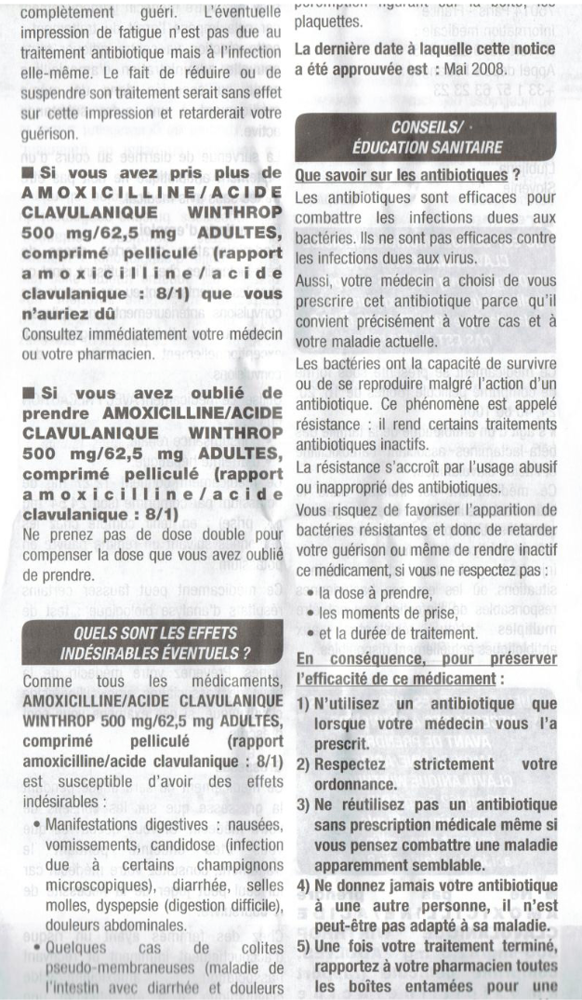 complètement guéri. L'éventuelle
impression de fatigue n'est pas due au
traitement antibiotique mais à l'infection
elle-même. Le fait de réduire ou de
suspendre son traitement serait sans effet
sur cette impression et retarderait votre
guérison.
■ Si vous avez pris plus de
AMOXICILLINE/ACIDE
CLAVULANIQUE WINTHROP
500 mg/62,5 mg ADULTES,
comprimé pelliculé (rapport
amoxicilline/acide
clavulanique : 8/1) que vous
n'auriez dû
Consultez immédiatement votre médecin
ou votre pharmacien.
■ Si vous avez oublié de
prendre AMOXICILLINE/ACIDE
CLAVULANIQUE WINTHROP
500 mg/62,5 mg ADULTES,
comprimé pelliculé (rapport
amoxicilline/acide
clavulanique : 8/1)
Ne prenez pas de dose double pour
compenser la dose que vous avez oublié
de prendre.
QUELS SONT LES EFFETS
INDÉSIRABLES ÉVENTUELS ?
Comme tous les médicaments,
AMOXICILLINE/ACIDE CLAVULANIQUE
WINTHROP 500 mg/62,5 mg ADULTES,
comprimé pelliculé (rapport
amoxicilline/acide clavulanique : 8/1)
est susceptible d'avoir des effets
indésirables :
• Manifestations digestives : nausées,
vomissements, candidose (infection
due à certains champignons
microscopiques), diarrhée, selles
molles, dyspepsie (digestion difficile),
douleurs abdominales.
• Quelques cas de colites
pseudo-membraneuses (maladie de
l'intestin avec diarrhée et douleurs
péremption figurant sur la boîte, les
plaquettes.
La dernière date à laquelle cette notice
a été approuvée est : Mai 2008.
CONSEILS/
ÉDUCATION SANITAIRE
Que savoir sur les antibiotiques ?
Les antibiotiques sont efficaces pour
combattre les infections dues aux
bactéries. Ils ne sont pas efficaces contre
les infections dues aux virus.
Aussi, votre médecin a choisi de vous
prescrire cet antibiotique parce qu'il
convient précisément à votre cas et à
votre maladie actuelle.
Les bactéries ont la capacité de survivre
ou de se reproduire malgré l'action d'un
antibiotique. Ce phénomène est appelé
résistance : il rend certains traitements
antibiotiques inactifs.
La résistance s'accroît par l'usage abusif
ou inapproprié des antibiotiques.
Vous risquez de favoriser l'apparition de
bactéries résistantes et donc de retarder
votre guérison ou même de rendre inactif
ce médicament, si vous ne respectez pas :
• la dose à prendre,
• les moments de prise,
• et la durée de traitement.
En conséquence, pour préserver
l'efficacité de ce médicament :
1) N'utilisez un antibiotique que
lorsque votre médecin vous l'a
prescrit.
2) Respectez strictement votre
ordonnance.
3) Ne réutilisez pas un antibiotique
sans prescription médicale même si
vous pensez combattre une maladie
apparemment semblable.
4) Ne donnez jamais votre antibiotique
à une autre personne, il n'est
peut-être pas adapté à sa maladie.
5) Une fois votre traitement terminé,
rapportez à votre pharmacien toutes
les boîtes entamées pour une